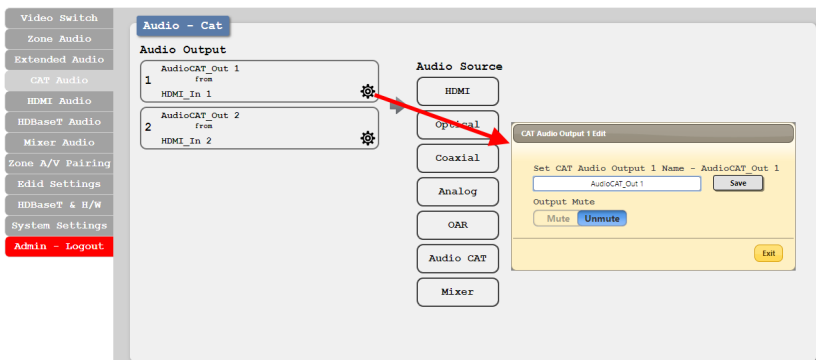 Video Switch
Zone Audio
Extended Audio
CAT Audio
HDMI Audio
HDBaseT Audio
Mixer Audio
Zone A/V Pairing
Edid Settings
HDBaseT & H/W
System Settings
Admin - Logout
Audio - Cat
Audio Output
1
AudioCAT_Out 1
from
HDMI_In 1
2
AudioCAT_Out 2
from
HDMI_In 2
Audio Source
HDMI
Optical
Coaxial
Analog
OAR
Audio CAT
Mixer
CAT Audio Output 1 Edit
Set CAT Audio Output 1 Name - AudioCAT_Out 1
AudioCAT_Out 1
Save
Output Mute
Mute Unmute
Exit